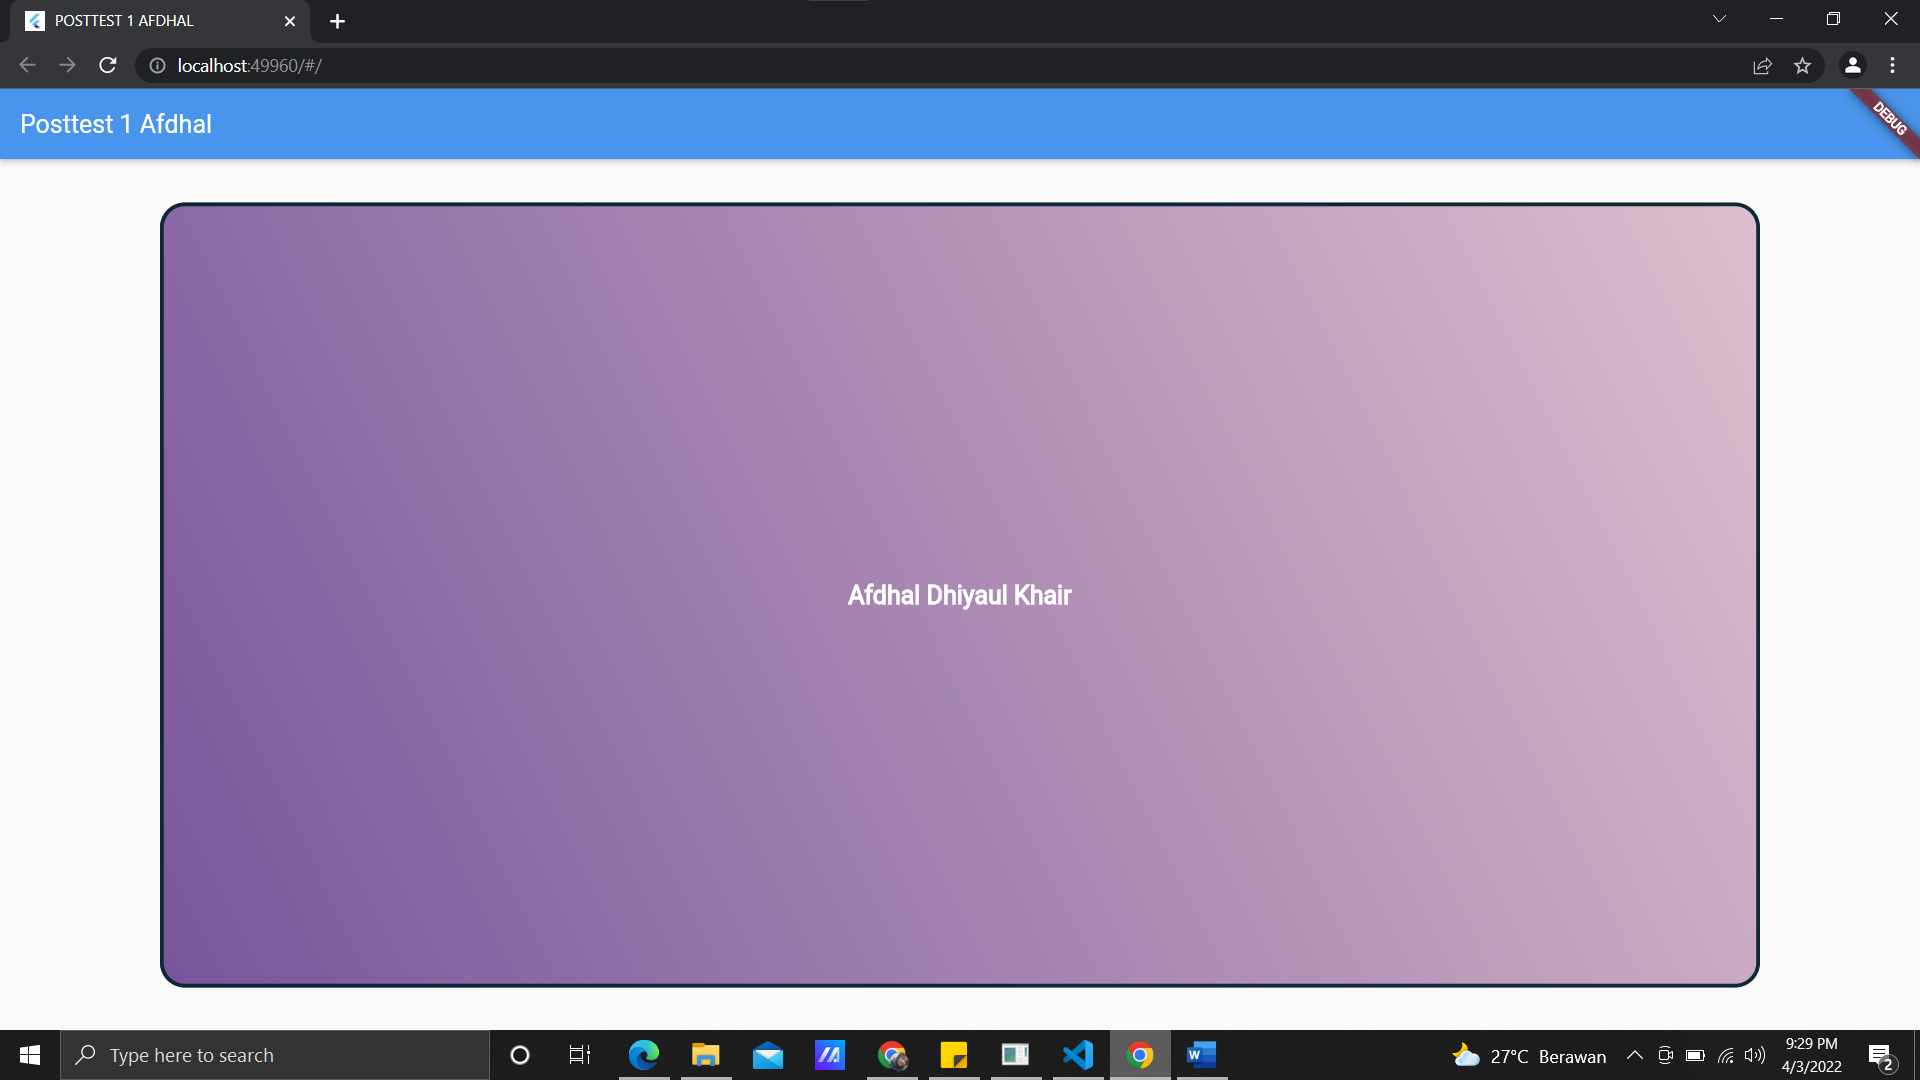 POSTTEST 1 AFDHAL
localhost:49960/#/
Posttest 1 Afdhal
DEBUG
Afdhal Dhiyaul Khair
Type here to search
27°C Berawan
9:29 PM
4/3/2022
2